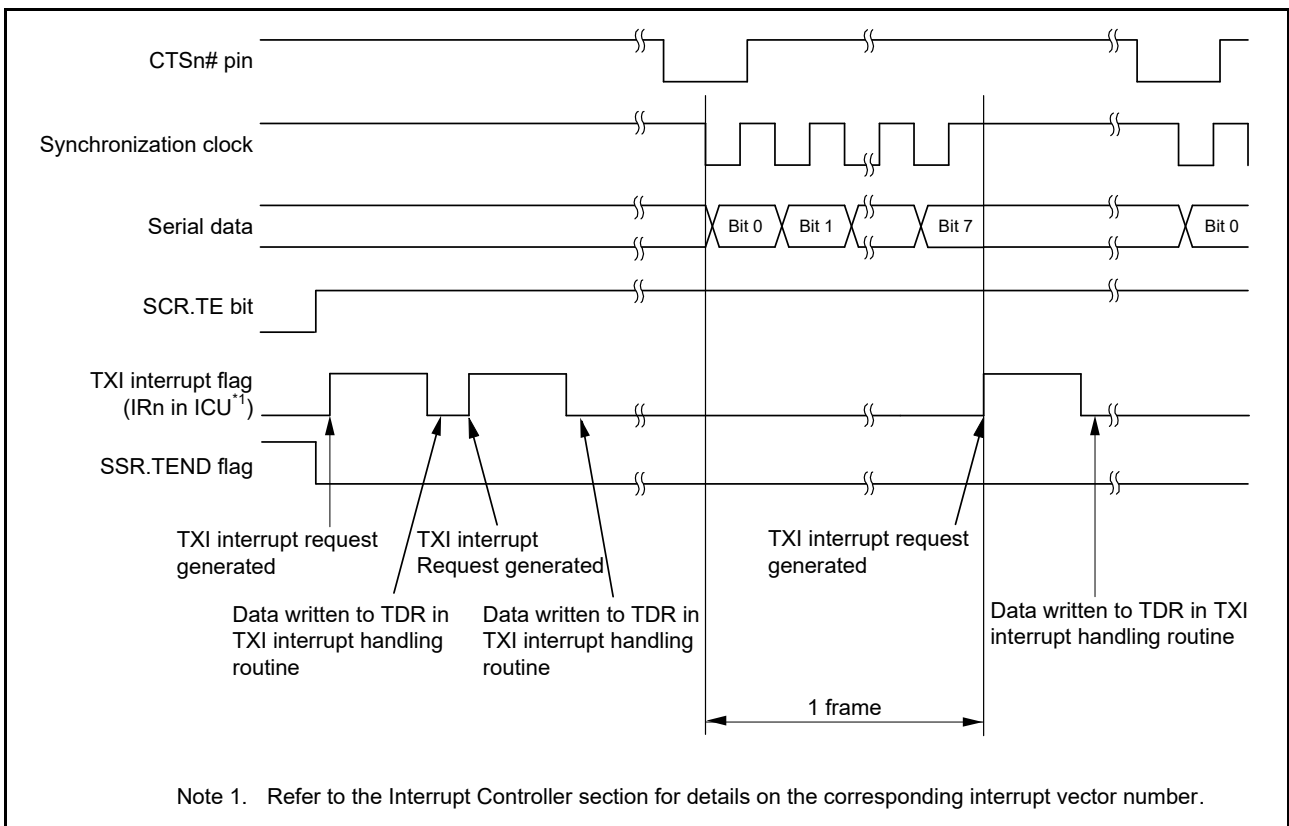 CTSn# pin
Synchronization clock
Serial data
Bit 0
Bit 1
Bit 7
Bit 0
SCR.TE bit
TXI interrupt flag
(IRn in ICU*1)
SSR.TEND flag
TXI interrupt request
generated
TXI interrupt
Request generated
TXI interrupt request
generated
Data written to TDR in
TXI interrupt handling
routine
Data written to TDR in
TXI interrupt handling
routine
Data written to TDR in TXI
interrupt handling routine
1 frame
Note 1. Refer to the Interrupt Controller section for details on the corresponding interrupt vector number.